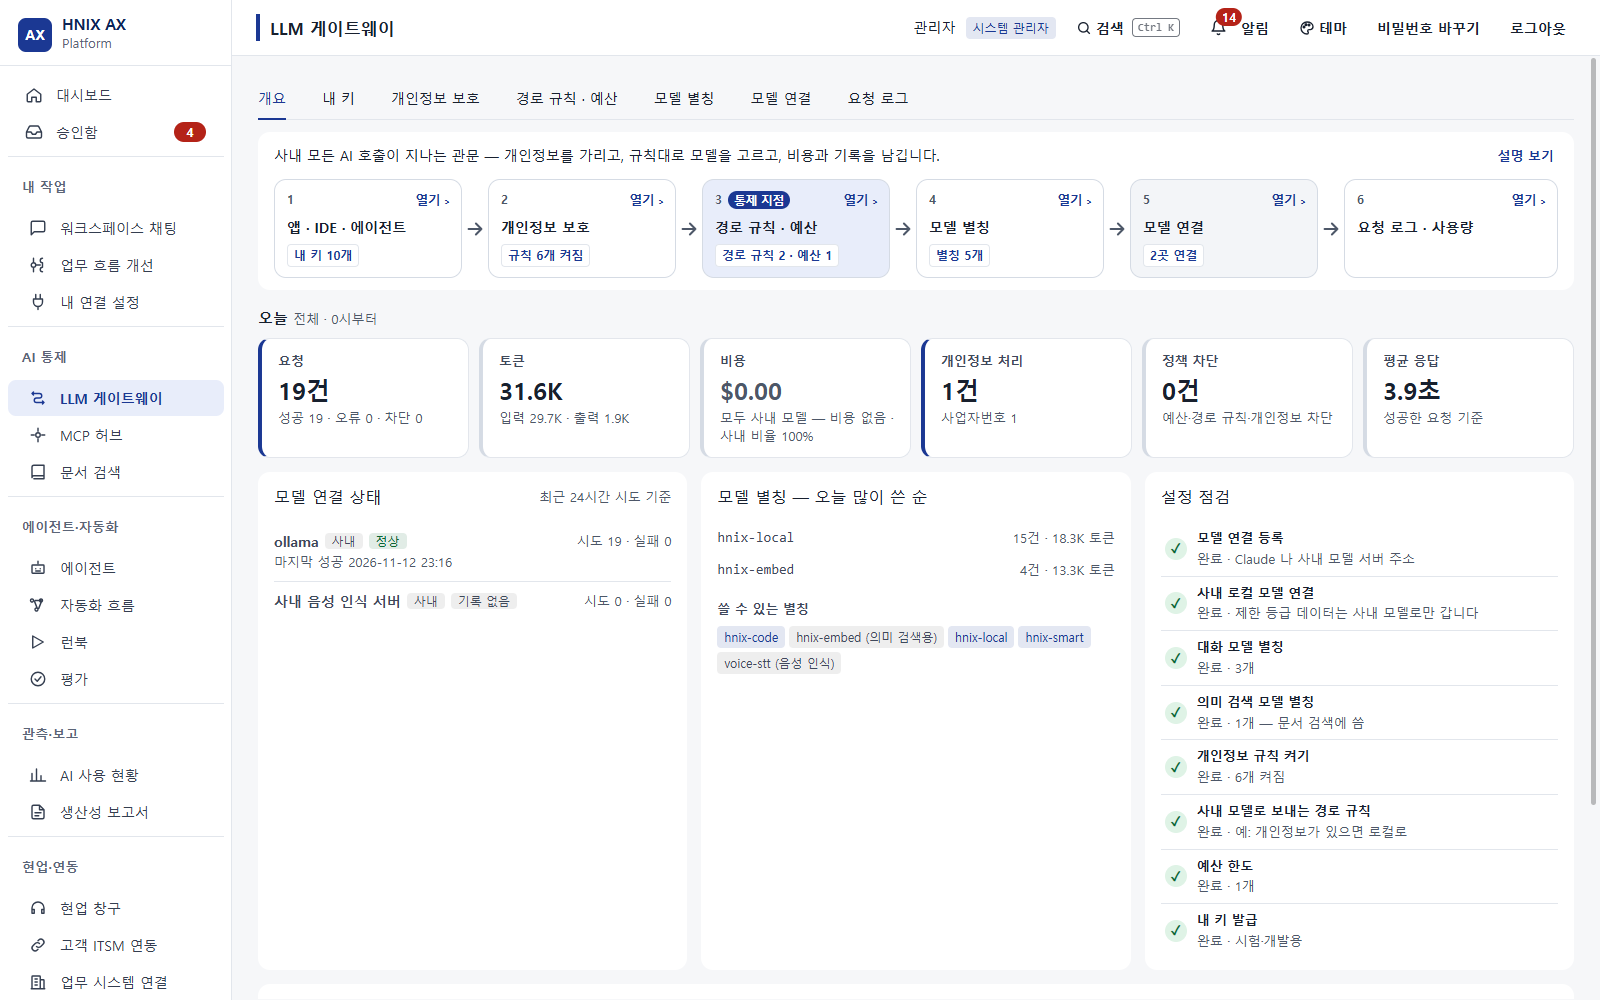 AX
HNIX AX
Platform
대시보드
승인함
4
내 작업
워크스페이스 채팅
업무 흐름 개선
내 연결 설정
AI 통제
LLM 게이트웨이
MCP 허브
문서 검색
에이전트·자동화
에이전트
자동화 흐름
런북
평가
관측·보고
AI 사용 현황
생산성 보고서
현업·연동
현업 창구
고객 ITSM 연동
업무 시스템 연결
LLM 게이트웨이
관리자
시스템 관리자
검색
Ctrl K
14
알림
테마
비밀번호 바꾸기
로그아웃
개요
내 키
개인정보 보호
경로 규칙 · 예산
모델 별칭
모델 연결
요청 로그
사내 모든 AI 호출이 지나는 관문 — 개인정보를 가리고, 규칙대로 모델을 고르고, 비용과 기록을 남깁니다.
설명 보기
1
열기 >
앱 · IDE · 에이전트
내 키 10개
2
열기 >
개인정보 보호
규칙 6개 켜짐
3
통제 지점
열기 >
경로 규칙 · 예산
경로 규칙 2 · 예산 1
4
열기 >
모델 별칭
별칭 5개
5
열기 >
모델 연결
2곳 연결
6
열기 >
요청 로그 · 사용량
오늘 전체 · 0시부터
요청
19건
성공 19 · 오류 0 · 차단 0
토큰
31.6K
입력 29.7K · 출력 1.9K
비용
$0.00
모두 사내 모델 — 비용 없음 ·
사내 비율 100%
개인정보 처리
1건
사업자번호 1
정책 차단
0건
예산·경로 규칙·개인정보 차단
평균 응답
3.9초
성공한 요청 기준
모델 연결 상태
최근 24시간 시도 기준
ollama 사내 정상
시도 19 · 실패 0
마지막 성공 2026-11-12 23:16
사내 음성 인식 서버 사내 기록 없음
시도 0 · 실패 0
모델 별칭 — 오늘 많이 쓴 순
hnix-local
15건 · 18.3K 토큰
hnix-embed
4건 · 13.3K 토큰
쓸 수 있는 별칭
hnix-code hnix-embed (의미 검색용) hnix-local hnix-smart
voice-stt (음성 인식)
설정 점검
모델 연결 등록
완료 · Claude 나 사내 모델 서버 주소
사내 로컬 모델 연결
완료 · 제한 등급 데이터는 사내 모델로만 갑니다
대화 모델 별칭
완료 · 3개
의미 검색 모델 별칭
완료 · 1개 — 문서 검색에 씀
개인정보 규칙 켜기
완료 · 6개 켜짐
사내 모델로 보내는 경로 규칙
완료 · 예: 개인정보가 있으면 로컬로
예산 한도
완료 · 1개
내 키 발급
완료 · 시험·개발용